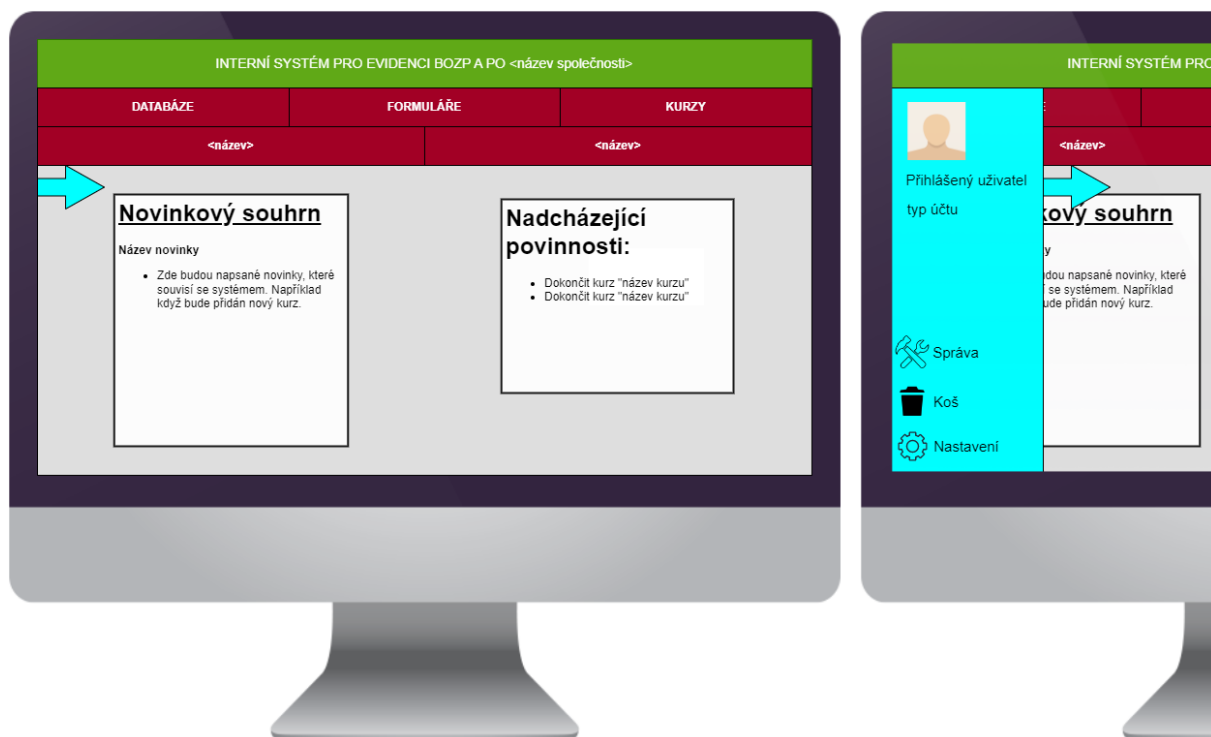 INTERNÍ SYSTÉM PRO EVIDENCI BOZP A PO <název společnosti>
DATABÁZE
FORMULÁŘE
KURZY
<název>
<název>
Novinkový souhrn
Název novinky
Zde budou napsané novinky, které
souvisí se systémem. Například
když bude přidán nový kurz.
Nadcházející
povinnosti:
Dokončit kurz "název kurzu"
Dokončit kurz "název kurzu"
INTERNÍ SYSTÉM PRO
<název>
Přihlášený uživatel
typ účtu
kový souhrn
y
dou napsané novinky, které
í se systémem. Například
ude přidán nový kurz.
Správa
Koš
Nastavení